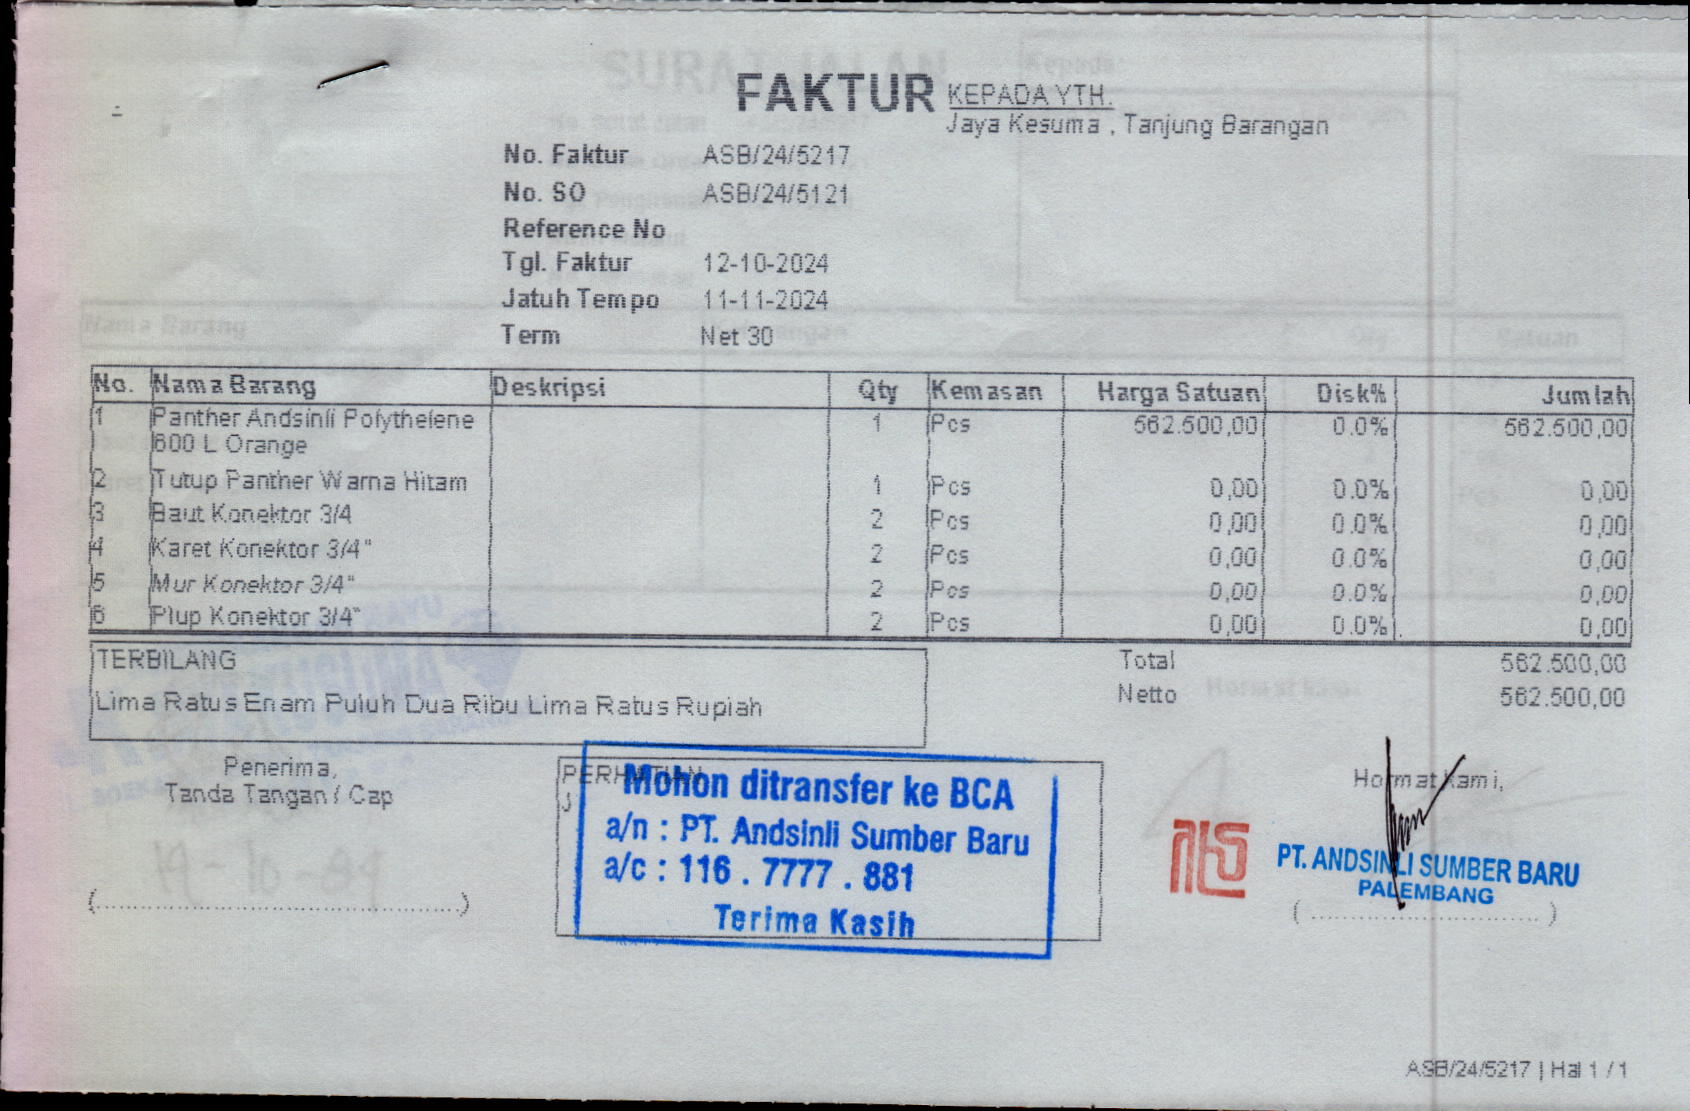 FAKTUR
KEPADA YTH.
Jaya Kesuma , Tanjung Barangan
No. Faktur ASB/24/5217
No. SO ASB/24/5121
Reference No
Tgl. Faktur 12-10-2024
Jatuh Tempo 11-11-2024
Term Net 30
No. Nama Barang Deskripsi Qty Kemasan Harga Satuan Disk% Jumlah
1 Panther Andsinli Polythelene 1 Pcs 562.500,00 0.0% 562.500,00
600 L Orange
2 Tutup Panther Warna Hitam 1 Pcs 0,00 0.0% 0,00
3 Baut Konektor 3/4 2 Pcs 0,00 0.0% 0,00
4 Karet Konektor 3/4" 2 Pcs 0,00 0.0% 0,00
5 Mur Konektor 3/4" 2 Pcs 0,00 0.0% 0,00
6 Plup Konektor 3/4" 2 Pcs 0,00 0.0% 0,00
TERBILANG
Lima Ratus Enam Puluh Dua Ribu Lima Ratus Rupiah
Total 562.500,00
Netto 562.500,00
Penerima,
Tanda Tangan / Cap
(..............................................)
PERHATIAN
Mohon ditransfer ke BCA
a/n : PT. Andsinli Sumber Baru
a/c : 116 . 7777 . 881
Terima Kasih
Hormat kami,
PT. ANDSINLI SUMBER BARU
PALEMBANG
( ............................. )
ASB/24/5217 | Hal 1 / 1